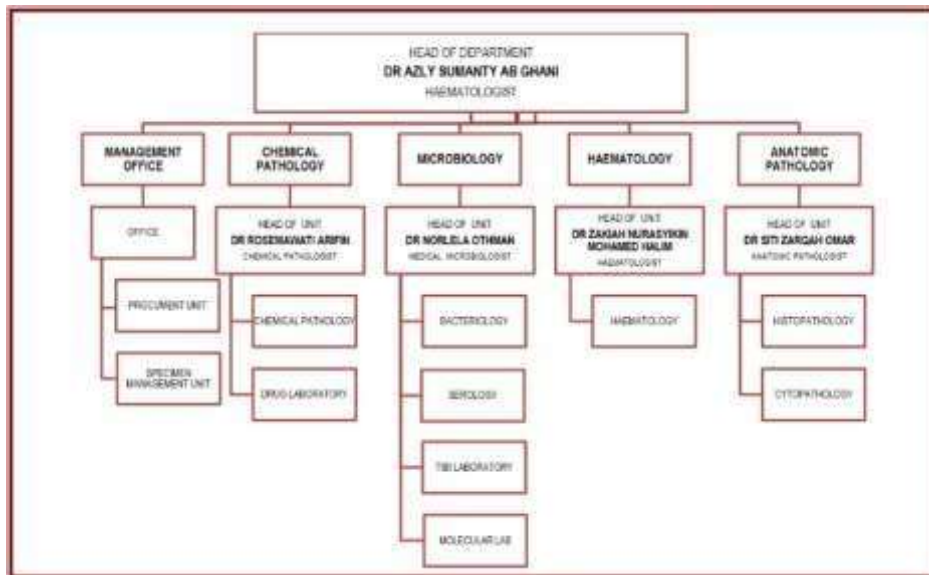 HEAD OF DEPARTMENT
DR AZLY SUMANTY AB GHANI
HAEMATOLOGIST
MANAGEMENT
OFFICE
OFFICE
PROCUMENT UNIT
SPECIMEN
MANAGEMENT UNIT
CHEMICAL
PATHOLOGY
HEAD OF UNIT
DR ROSEMAWATI ARIFIN
CHEMICAL PATHOLOGIST
CHEMICAL PATHOLOGY
DRUG LABORATORY
MICROBIOLOGY
HEAD OF UNIT
DR NORLELA OTHMAN
MEDICAL MICROBIOLOGIST
BACTERIOLOGY
SEROLOGY
LABORATORY
MOLECULAR LAB
HAEMATOLOGY
HEAD OF UNIT
DR ZAKIAH NURASYIKIN
MOHAMED HALIM
HAEMATOLOGIST
HAEMATOLOGY
ANATOMIC
PATHOLOGY
HEAD OF UNIT
DR SITI ZARQAH OMAR
ANATOMIC PATHOLOGIST
HISTOPATHOLOGY
CYTOPATHOLOGY